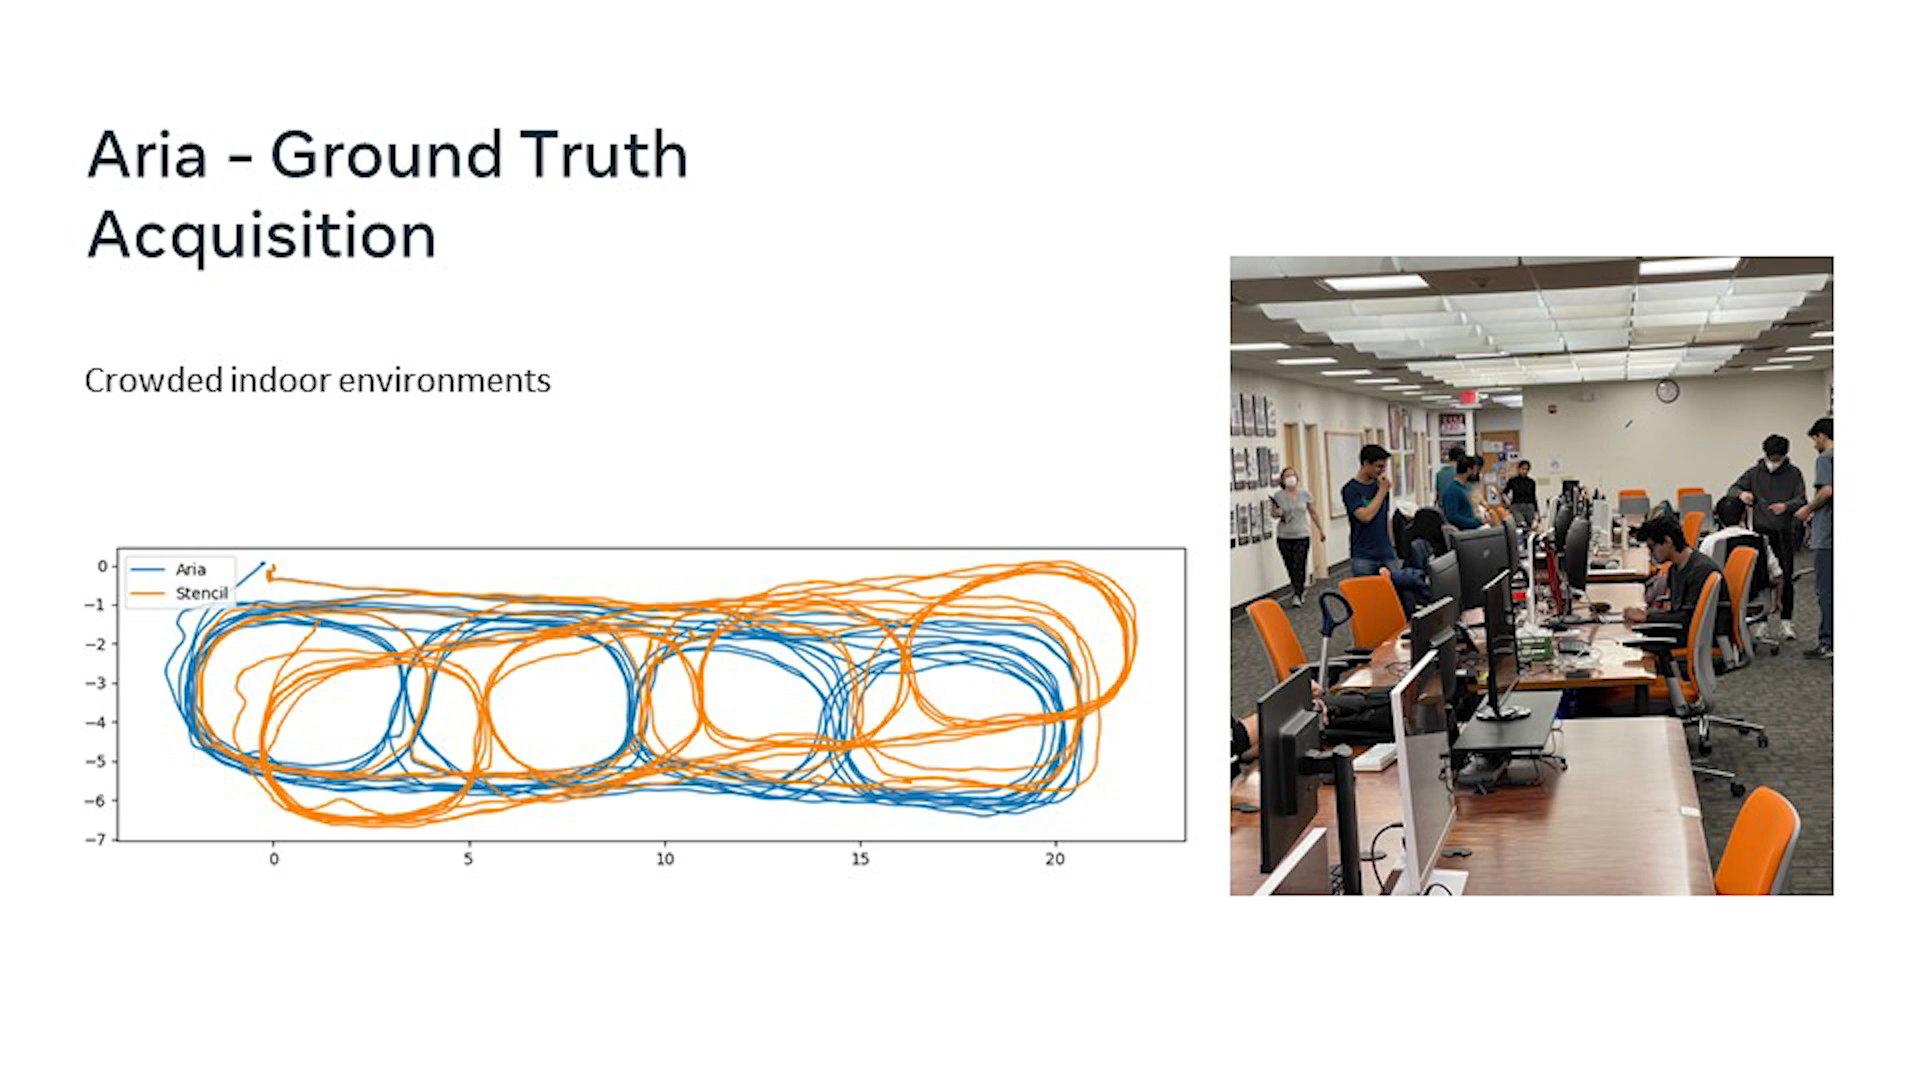 Aria - Ground Truth
Acquisition
Crowded indoor environments
Aria
Stencil
0
−1
−2
−3
−4
−5
−6
−7
0
5
10
15
20